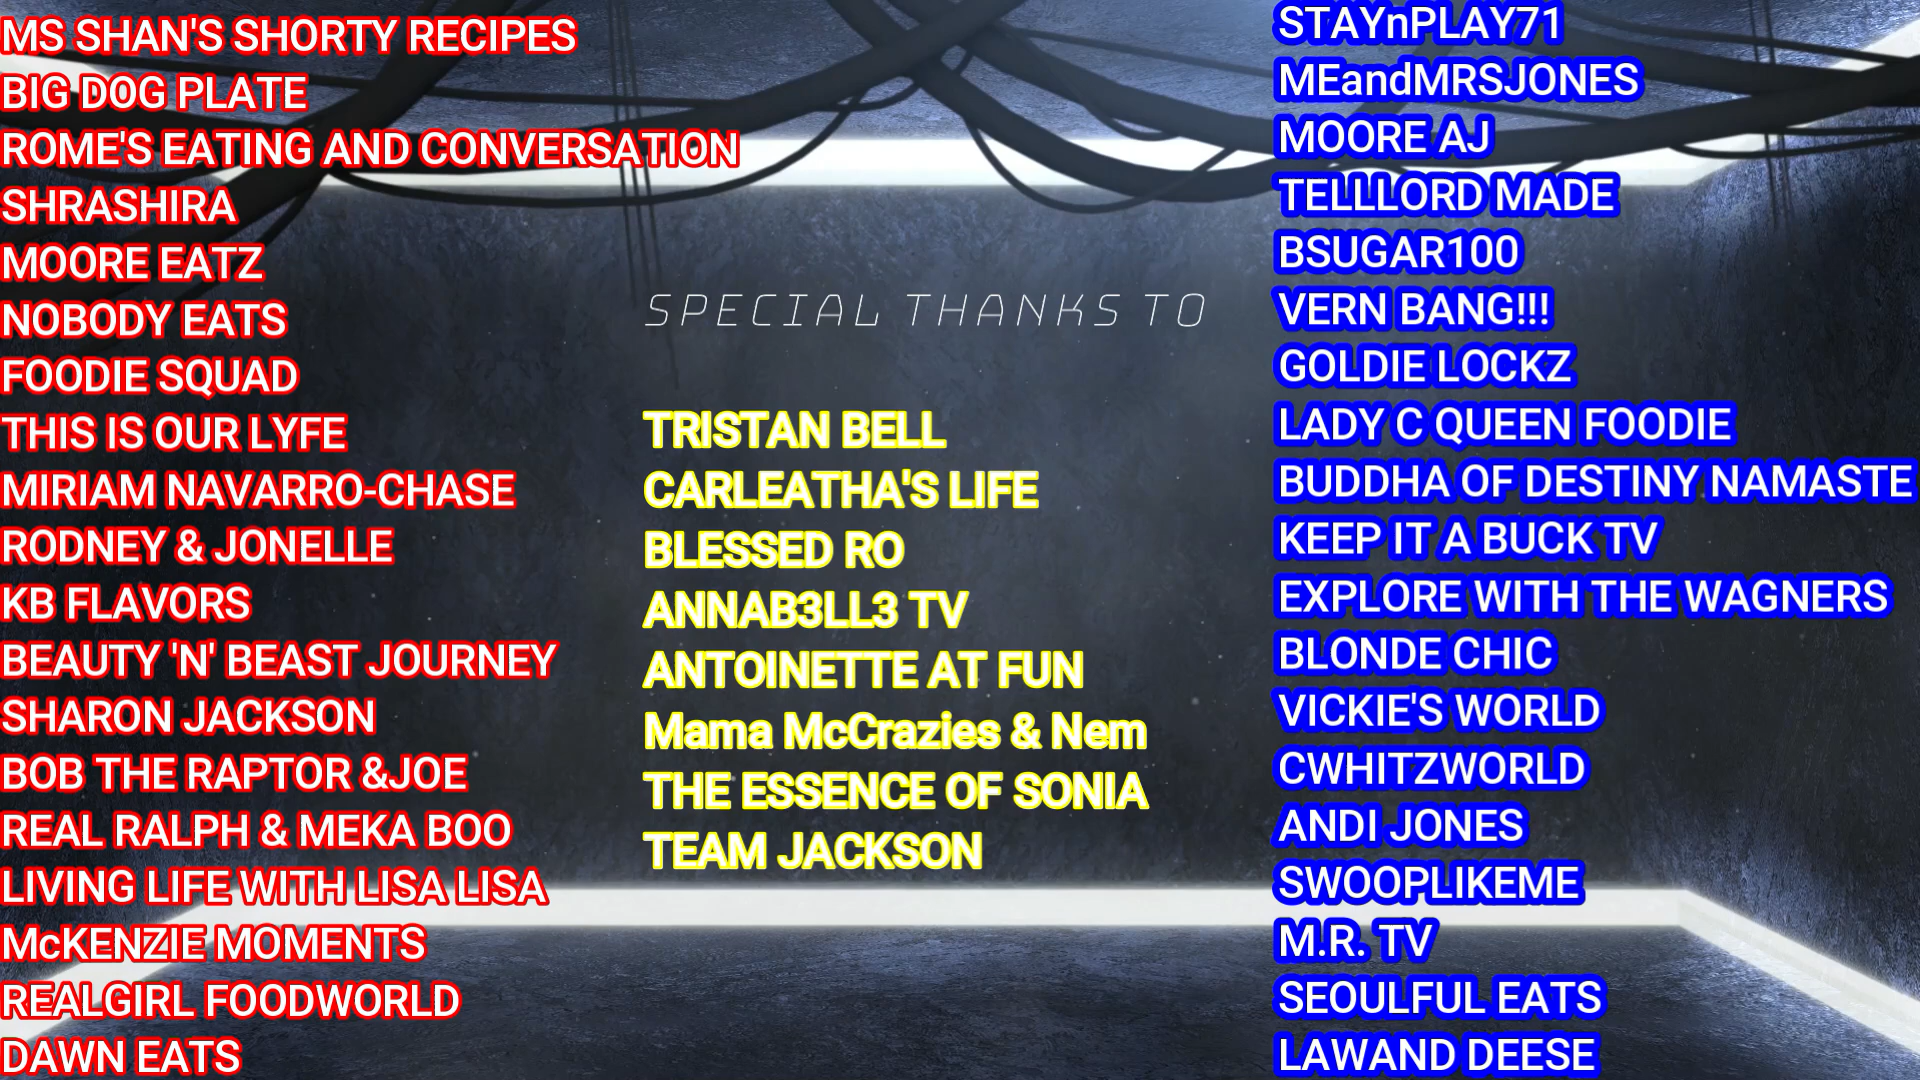 MS SHAN'S SHORTY RECIPES
BIG DOG PLATE
ROME'S EATING AND CONVERSATION
SHRASHIRA
MOORE EATZ
NOBODY EATS
FOODIE SQUAD
THIS IS OUR LYFE
MIRIAM NAVARRO-CHASE
RODNEY & JONELLE
KB FLAVORS
BEAUTY 'N' BEAST JOURNEY
SHARON JACKSON
BOB THE RAPTOR &JOE
REAL RALPH & MEKA BOO
LIVING LIFE WITH LISA LISA
McKENZIE MOMENTS
REALGIRL FOODWORLD
DAWN EATS
SPECIAL THANKS TO
TRISTAN BELL
CARLEATHA'S LIFE
BLESSED RO
ANNAB3LL3 TV
ANTOINETTE AT FUN
Mama McCrazies & Nem
THE ESSENCE OF SONIA
TEAM JACKSON
STAYnPLAY71
MEandMRSJONES
MOORE AJ
TELLLORD MADE
BSUGAR100
VERN BANG!!!
GOLDIE LOCKZ
LADY C QUEEN FOODIE
BUDDHA OF DESTINY NAMASTE
KEEP IT A BUCK TV
EXPLORE WITH THE WAGNERS
BLONDE CHIC
VICKIE'S WORLD
CWHITZWORLD
ANDI JONES
SWOOPLIKEME
M.R. TV
SEOULFUL EATS
LAWAND DEESE